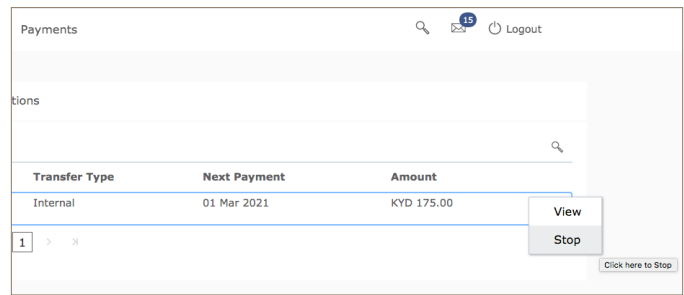 Payments 15 Logout
tions
Transfer Type Next Payment Amount
Internal 01 Mar 2021 KYD 175.00
View
1
Stop
Click here to Stop